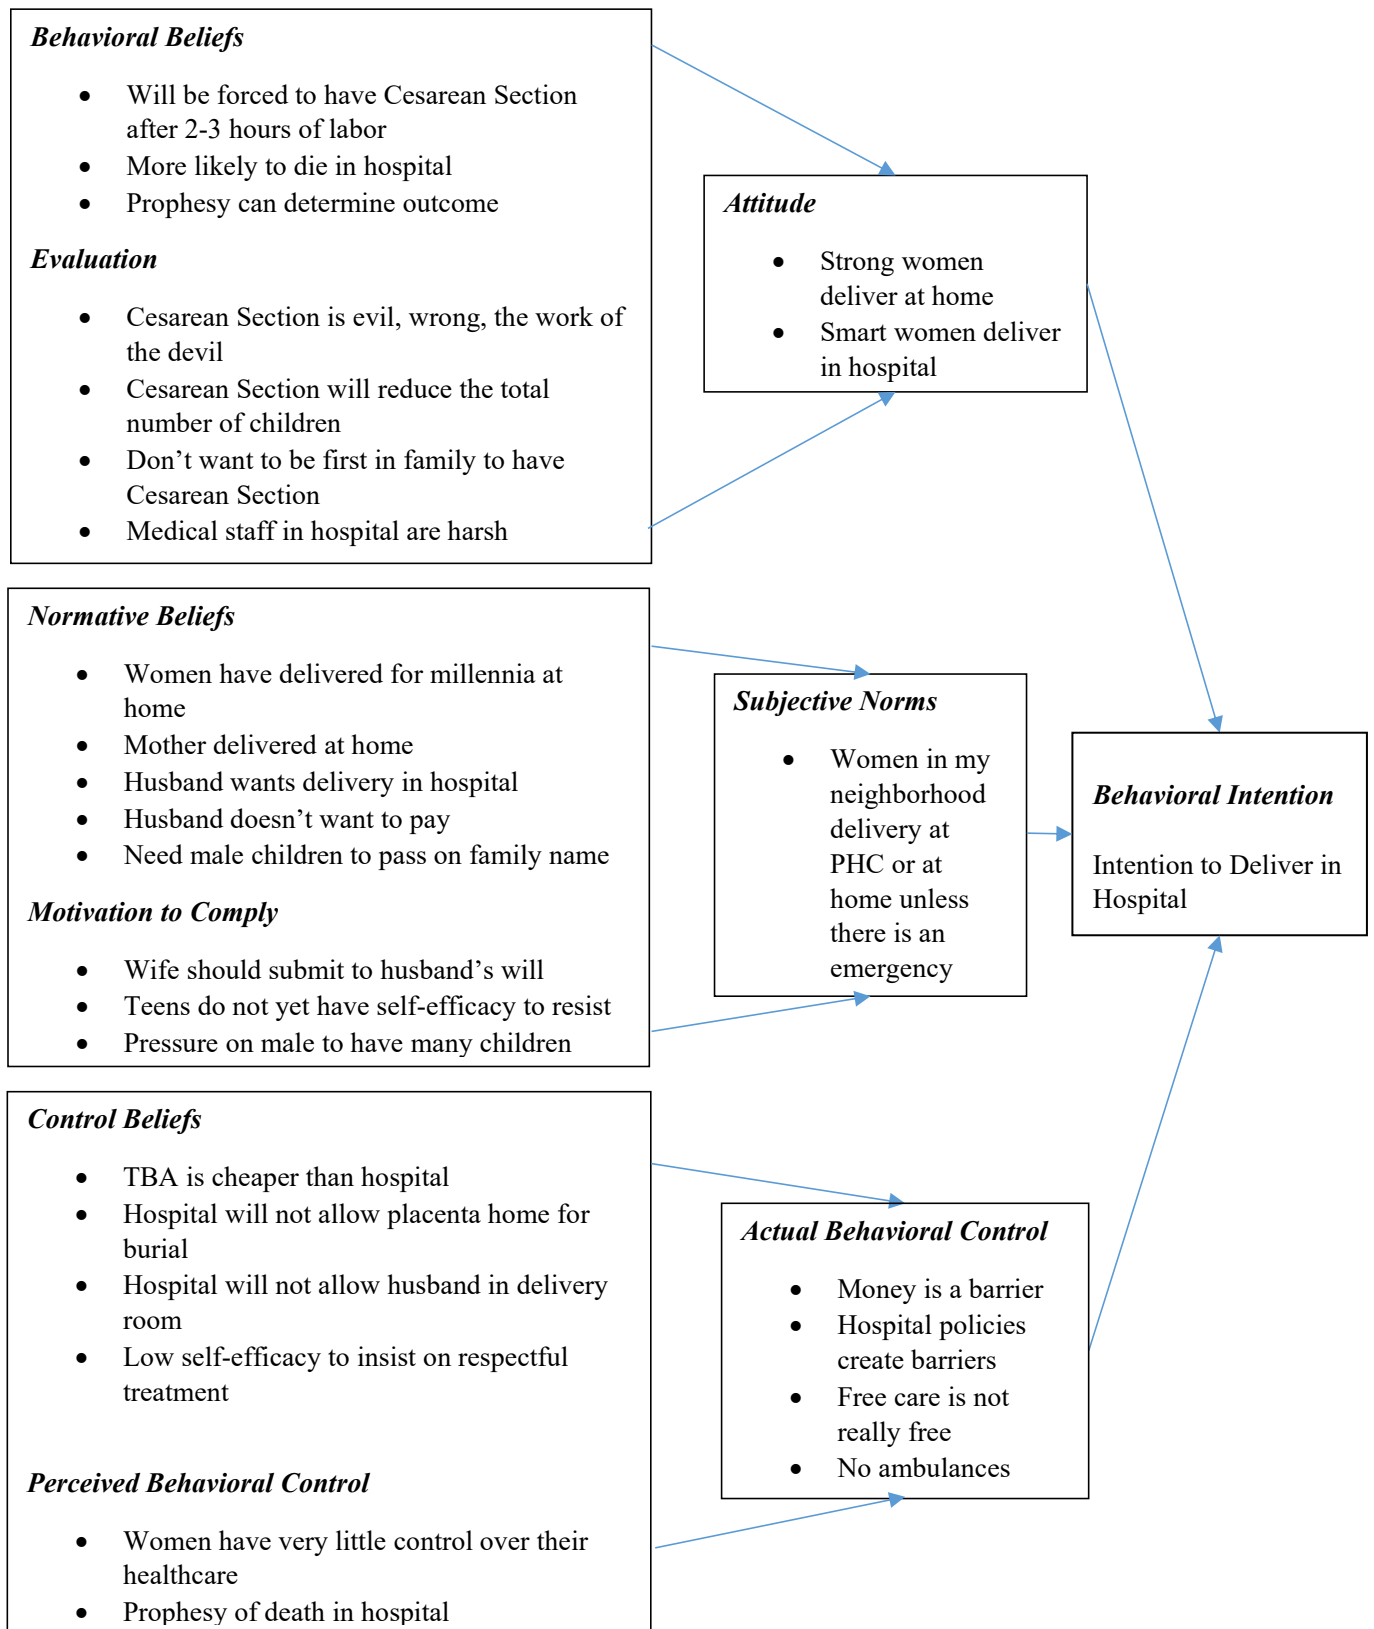 Behavioral Beliefs
• Will be forced to have Cesarean Section
after 2-3 hours of labor
• More likely to die in hospital
• Prophesy can determine outcome
Evaluation
• Cesarean Section is evil, wrong, the work of
the devil
• Cesarean Section will reduce the total
number of children
• Don’t want to be first in family to have
Cesarean Section
• Medical staff in hospital are harsh
Attitude
• Strong women
deliver at home
• Smart women deliver
in hospital
Normative Beliefs
• Women have delivered for millennia at
home
• Mother delivered at home
• Husband wants delivery in hospital
• Husband doesn’t want to pay
• Need male children to pass on family name
Motivation to Comply
• Wife should submit to husband’s will
• Teens do not yet have self-efficacy to resist
• Pressure on male to have many children
Subjective Norms
• Women in my
neighborhood
delivery at
PHC or at
home unless
there is an
emergency
Behavioral Intention
Intention to Deliver in
Hospital
Control Beliefs
• TBA is cheaper than hospital
• Hospital will not allow placenta home for
burial
• Hospital will not allow husband in delivery
room
• Low self-efficacy to insist on respectful
treatment
Perceived Behavioral Control
• Women have very little control over their
healthcare
• Prophesy of death in hospital
Actual Behavioral Control
• Money is a barrier
• Hospital policies
create barriers
• Free care is not
really free
• No ambulances